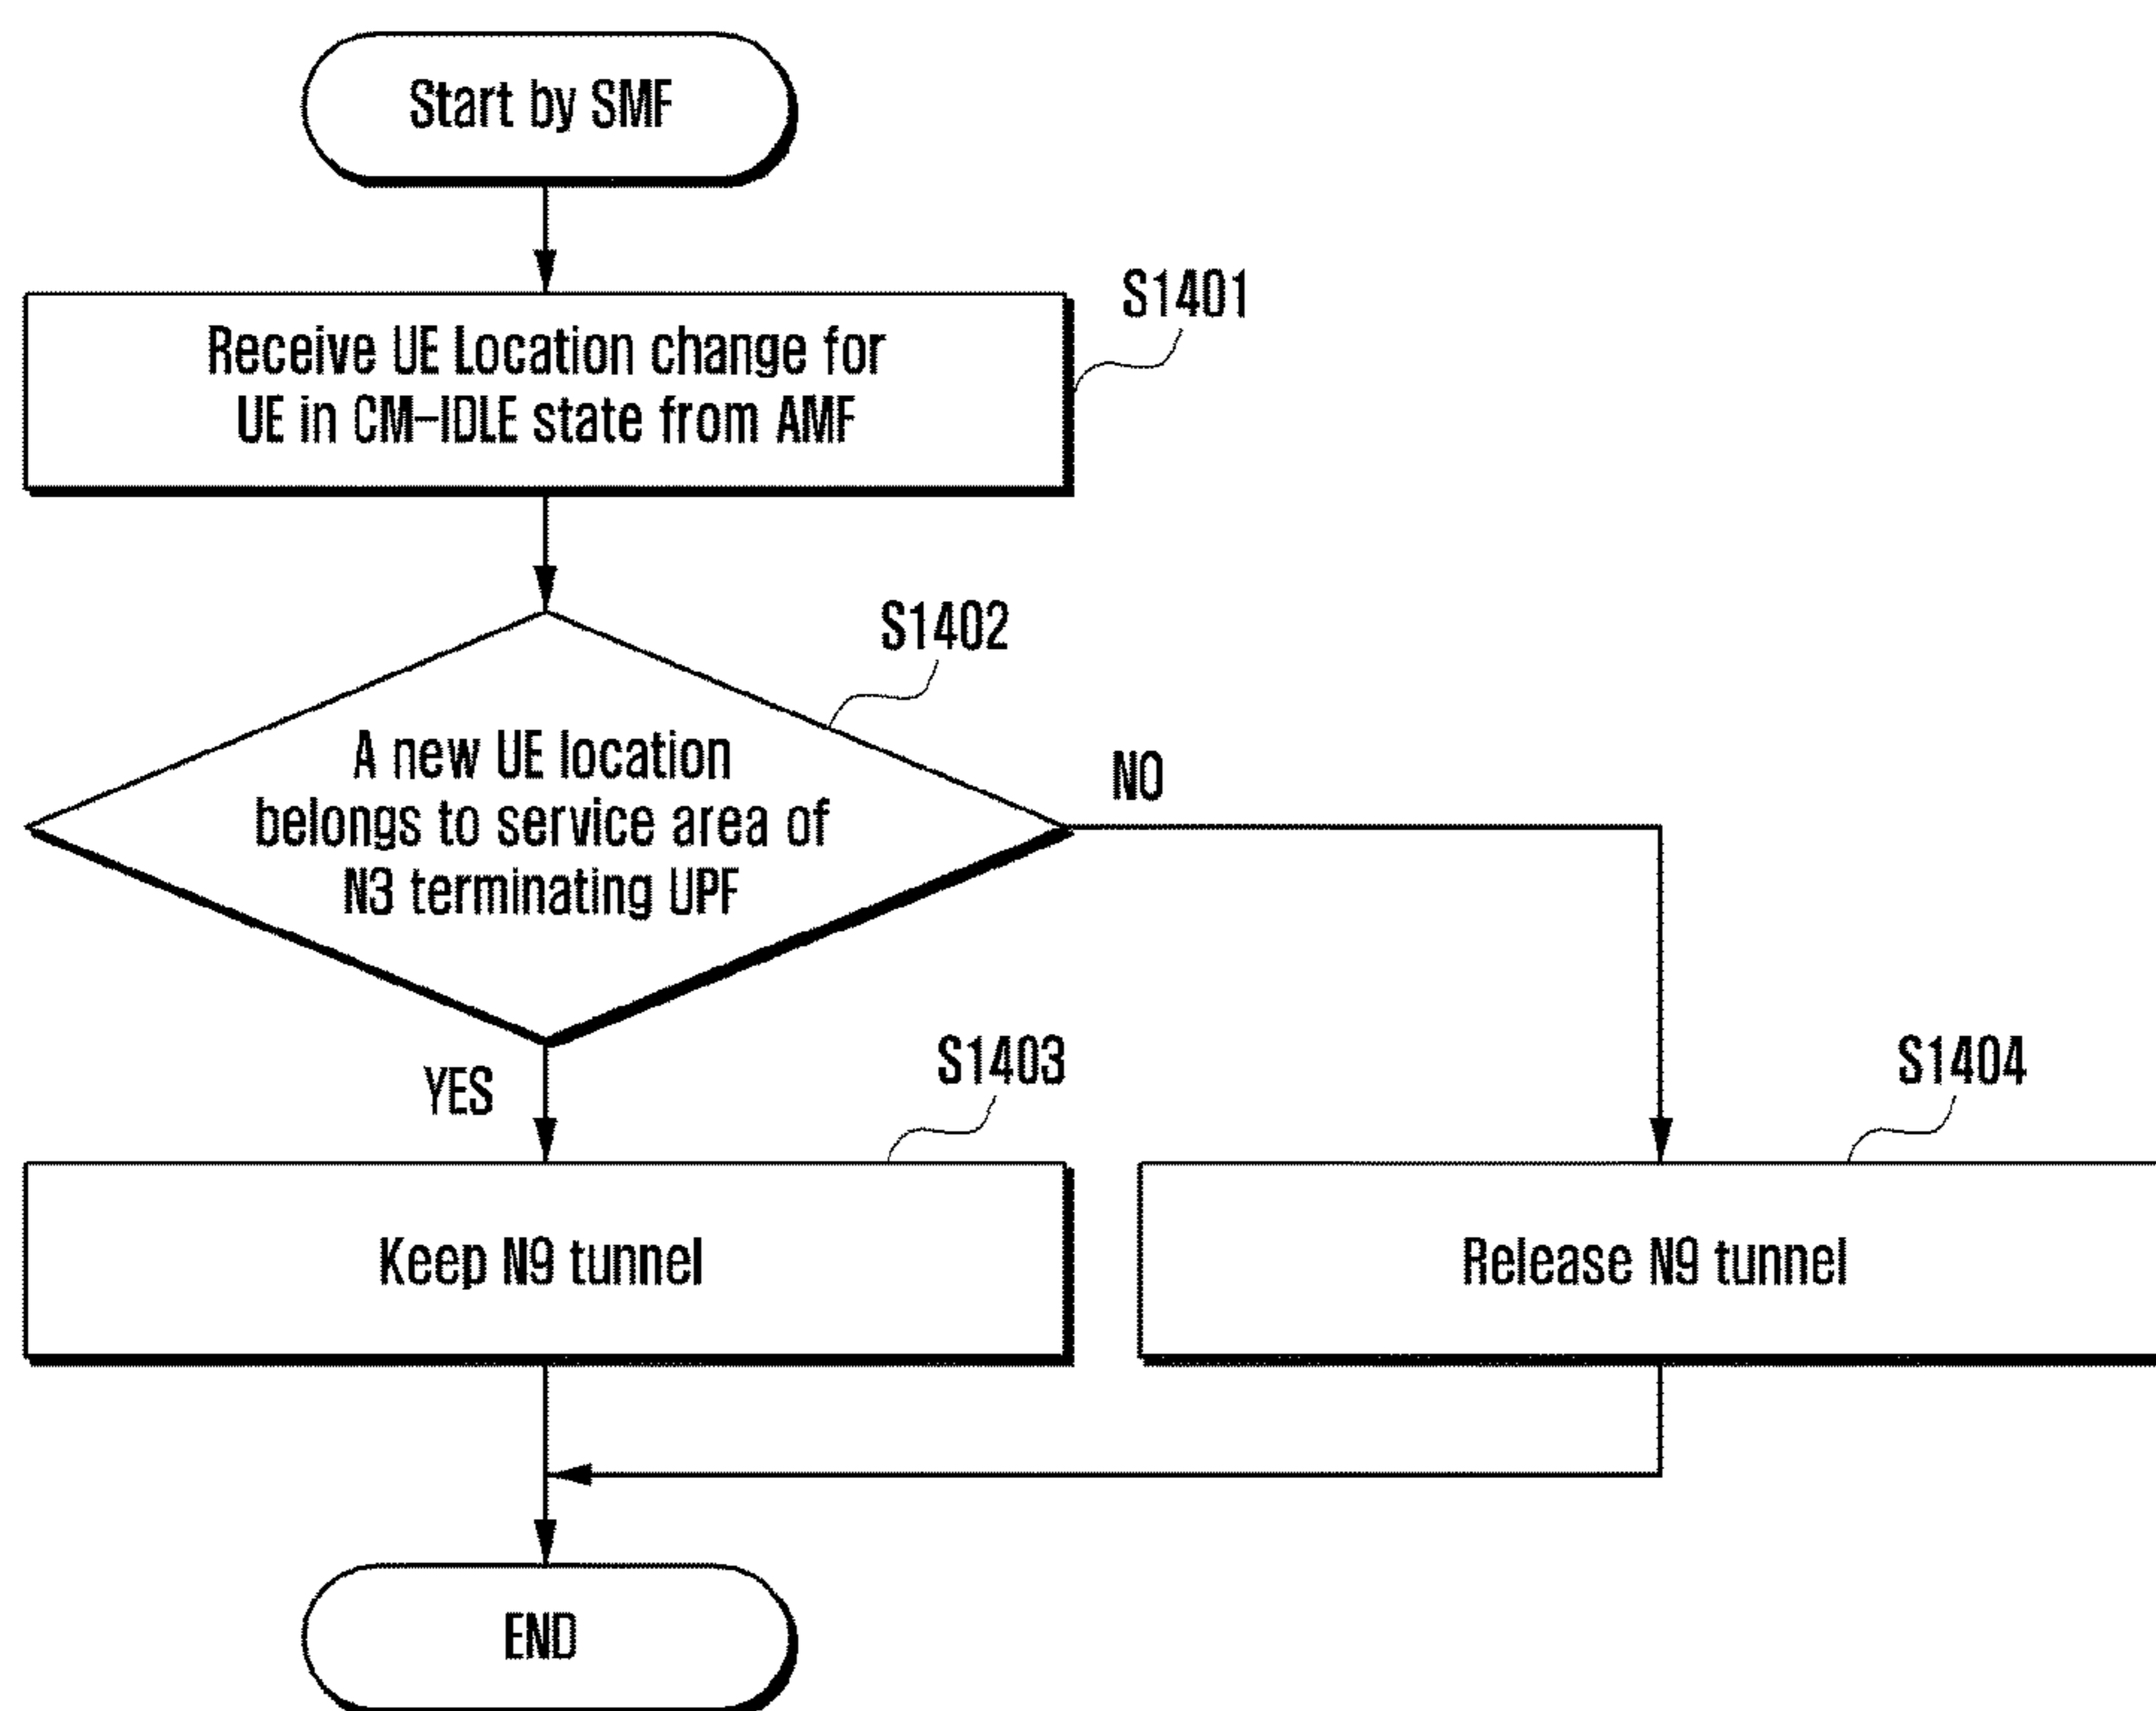 Start by SMF
S1401
Receive UE Location change for
UE in CM-IDLE state from AMF
S1402
A new UE location
belongs to service area of
N3 terminating UPF
NO
YES
S1403
S1404
Keep N9 tunnel
Release N9 tunnel
END